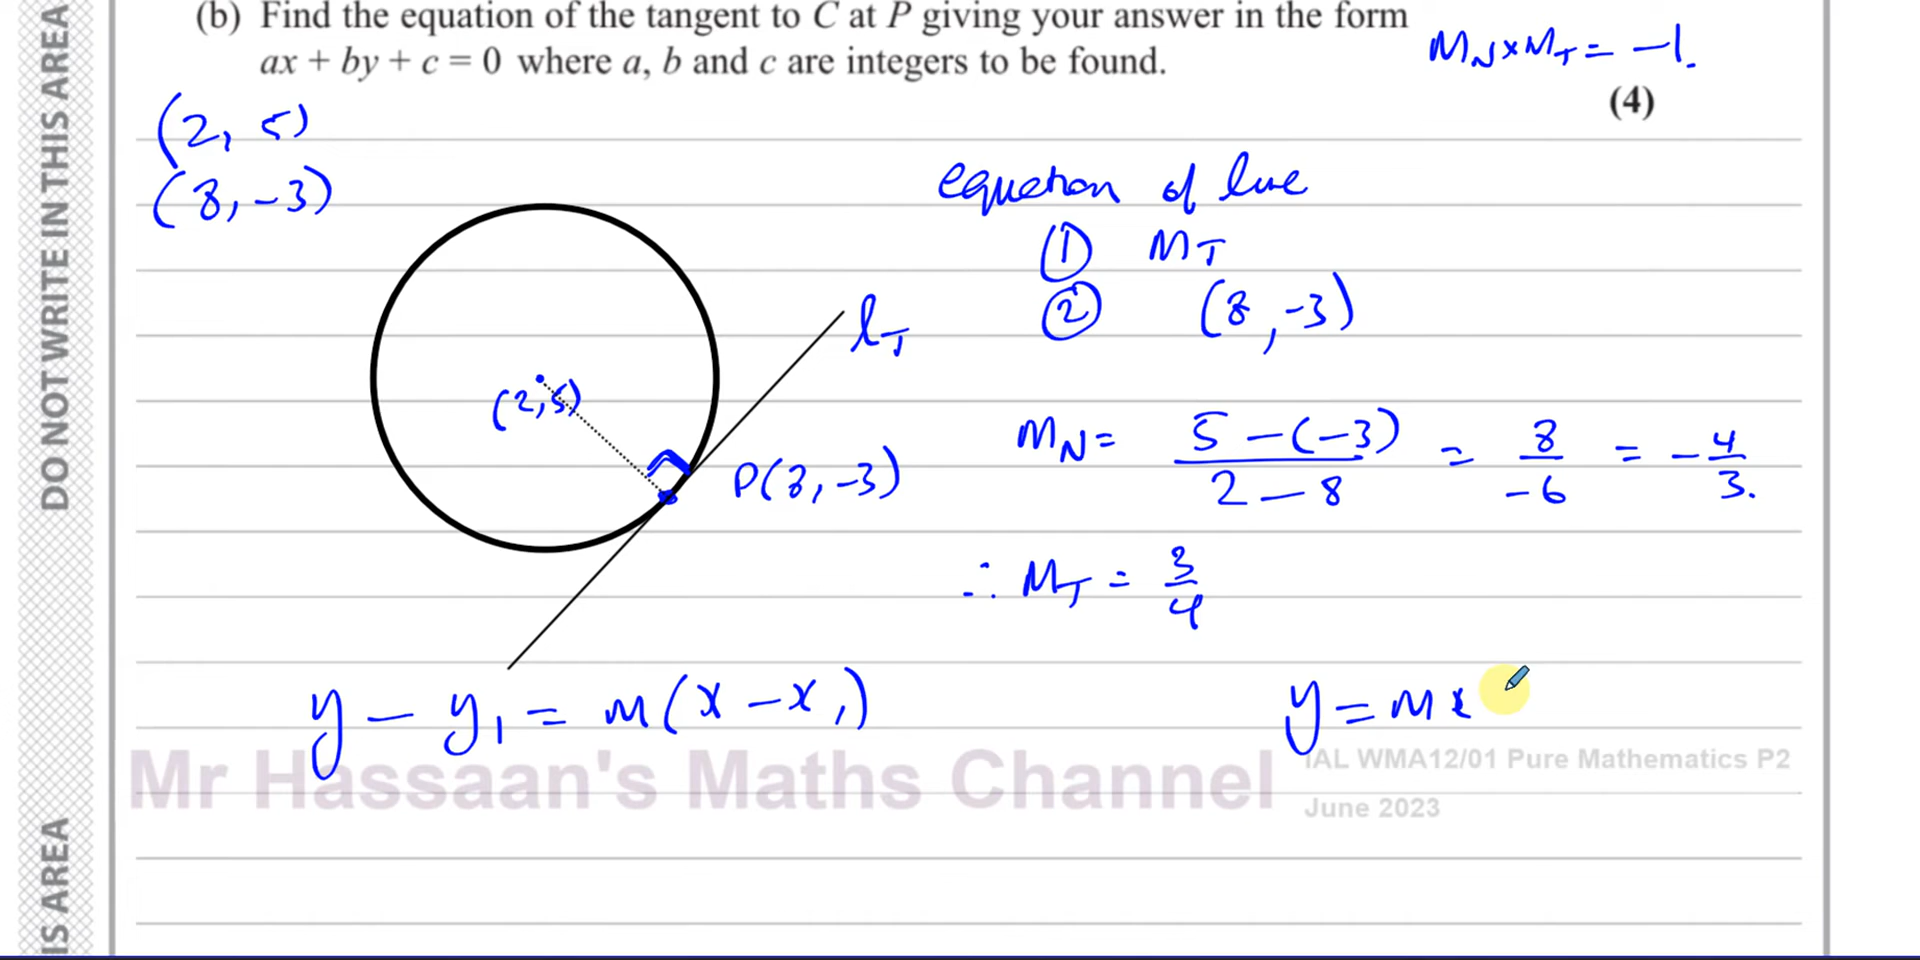 (b) Find the equation of the tangent to C at P giving your answer in the form
ax + by + c = 0 where a, b and c are integers to be found.
M_N × M_T = -1.
(4)
(2, 5)
(8, -3)
equation of line
① M_T
② (8, -3)
l_T
(2, 5)
P(8, -3)
M_N = 5 - (-3) / 2 - 8 = 8 / -6 = - 4/3.
∴ M_T = 3/4
y - y₁ = m(x - x₁)
y = mx
Mr Hassaan's Maths Channel
IAL WMA12/01 Pure Mathematics P2
June 2023
DO NOT WRITE IN THIS AREA
IS AREA